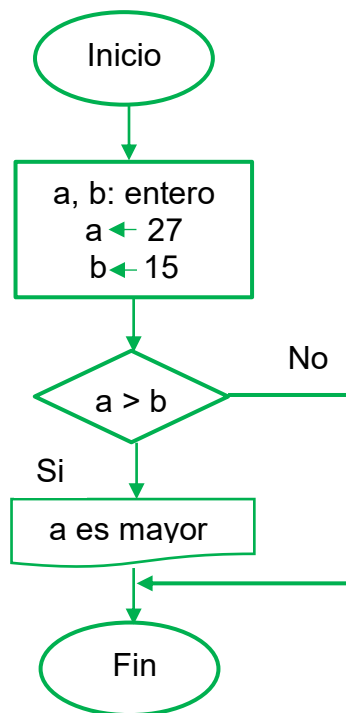 Inicio
a, b: entero
a ← 27
b ← 15
a > b
No
Si
a es mayor
Fin